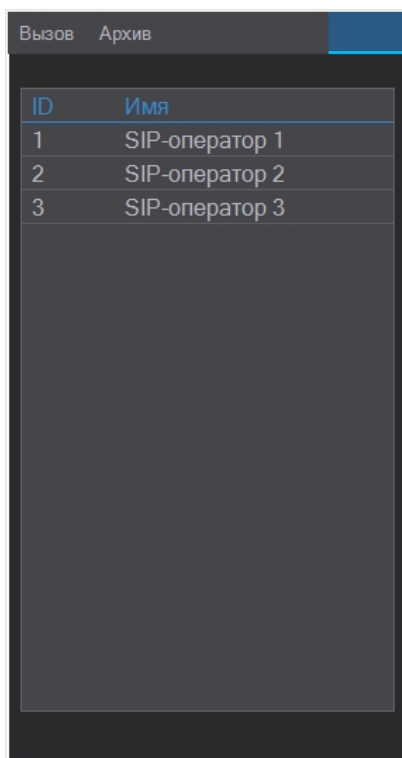 Вызов Архив
ID Имя
1 SIP-оператор 1
2 SIP-оператор 2
3 SIP-оператор 3